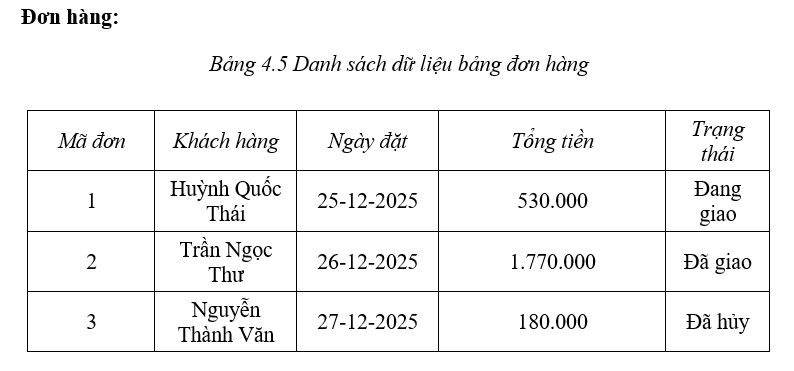 Đơn hàng:
Bảng 4.5 Danh sách dữ liệu bảng đơn hàng
Mã đơn Khách hàng Ngày đặt Tổng tiền Trạng thái
1 Huỳnh Quốc Thái 25-12-2025 530.000 Đang giao
2 Trần Ngọc Thư 26-12-2025 1.770.000 Đã giao
3 Nguyễn Thành Văn 27-12-2025 180.000 Đã hủy